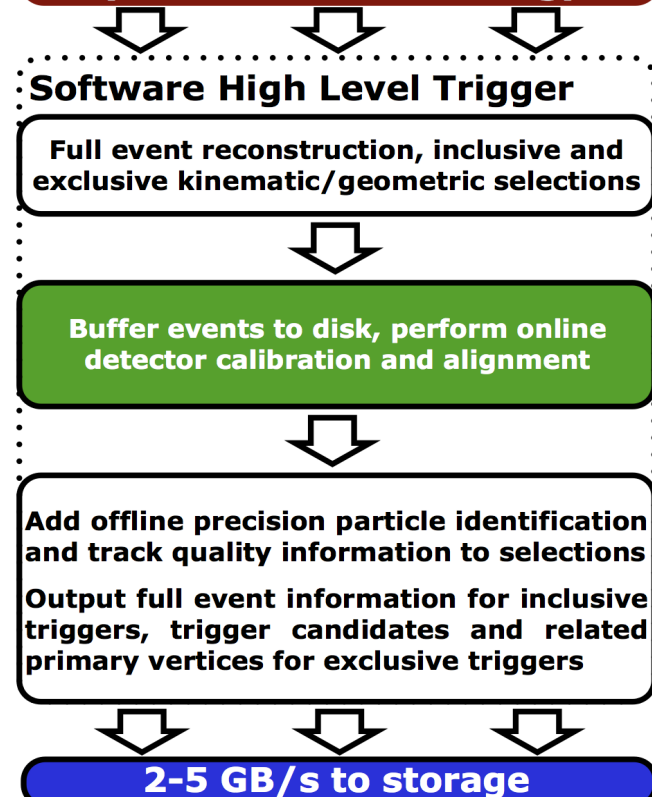 Software High Level Trigger
Full event reconstruction, inclusive and
exclusive kinematic/geometric selections
Buffer events to disk, perform online
detector calibration and alignment
Add offline precision particle identification
and track quality information to selections
Output full event information for inclusive
triggers, trigger candidates and related
primary vertices for exclusive triggers
2-5 GB/s to storage